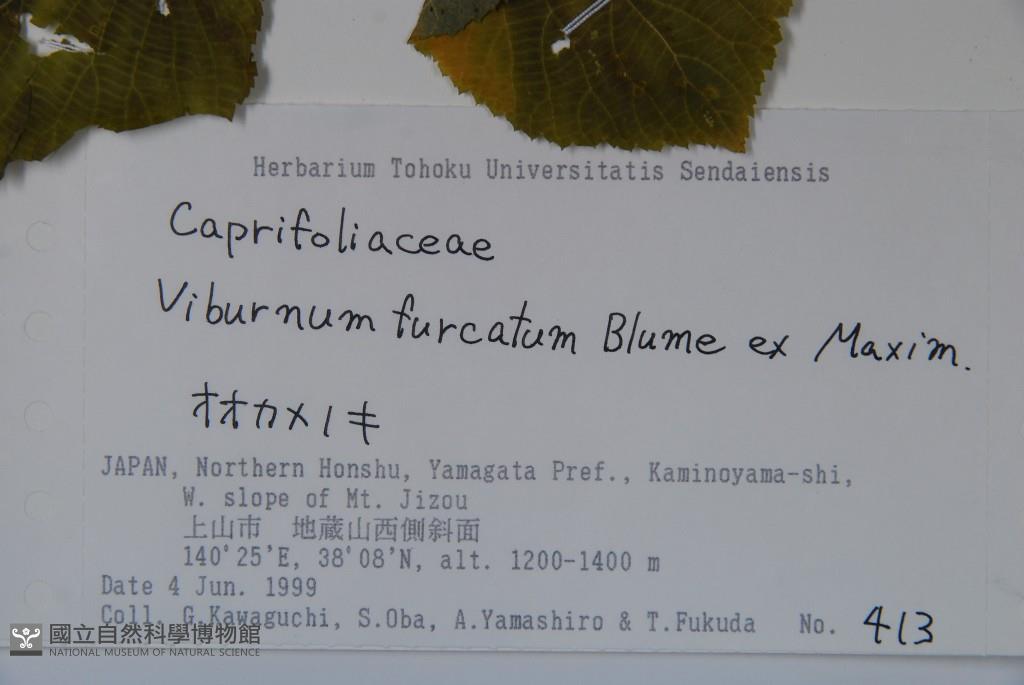 Herbarium Tohoku Universitatis Sendaiensis
Caprifoliaceae
Viburnum furcatum Blume ex Maxim.
オオカメノキ
JAPAN, Northern Honshu, Yamagata Pref., Kaminoyama-shi,
W. slope of Mt. Jizou
上山市 地蔵山西側斜面
140°25'E, 38°08'N, alt. 1200-1400 m
Date 4 Jun. 1999
Coll. G.Kawaguchi, S.Oba, A.Yamashiro & T.Fukuda No. 413
國立自然科學博物館
NATIONAL MUSEUM OF NATURAL SCIENCE